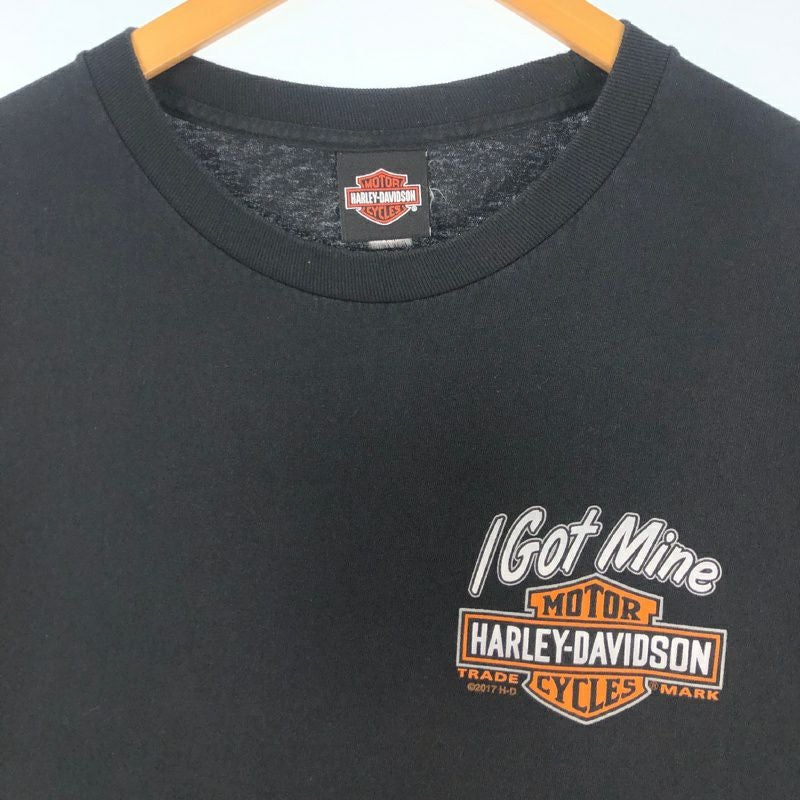 MOTOR
HARLEY-DAVIDSON
CYCLES
®
I Got Mine
MOTOR
HARLEY-DAVIDSON
TRADE CYCLES ® MARK
©2017 H-D